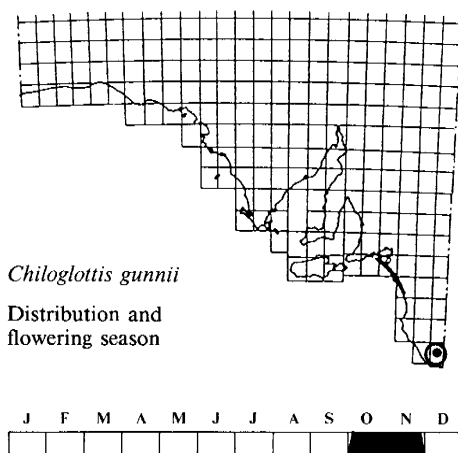 Chiloglottis gunnii
Distribution and
flowering season
J F M A M J J A S O N D